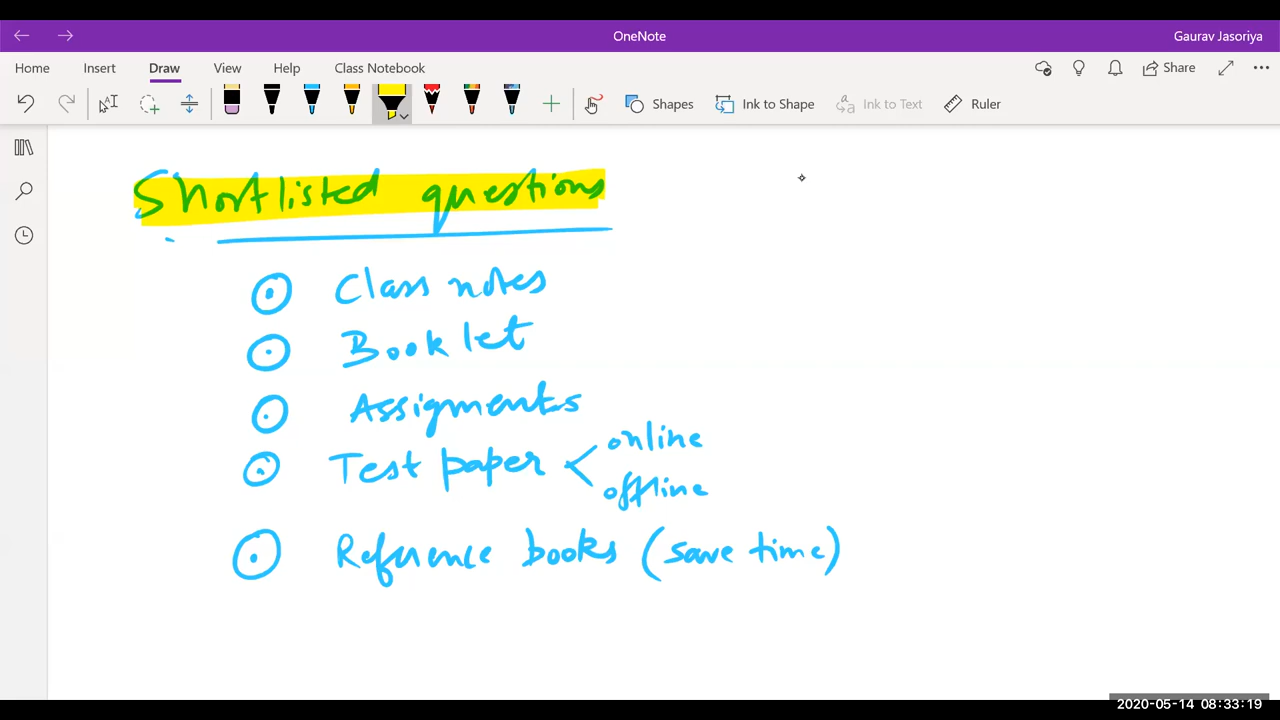 OneNote
Gaurav Jasoriya
Home Insert Draw View Help Class Notebook Share
Shapes Ink to Shape Ink to Text Ruler
Shortlisted questions
Class notes
Booklet
Assigments
Test paper < online
offline
Reference books (save time)
2020-05-14 08:33:19